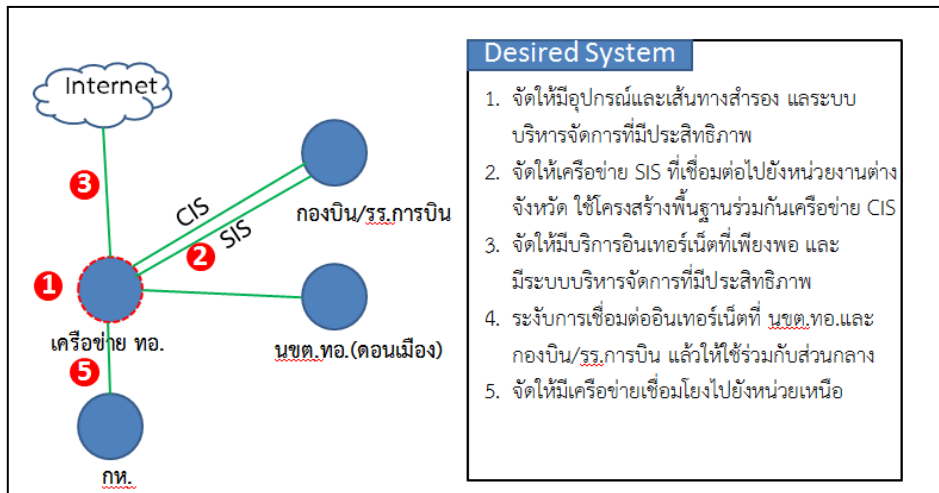 Internet
3
CIS
SIS
2
กองบิน/รร.การบิน
1
เครือข่าย ทอ.
นขต.ทอ.(ดอนเมือง)
5
กห.
Desired System
1. จัดให้มีอุปกรณ์และเส้นทางสำรอง แลระบบ
บริหารจัดการที่มีประสิทธิภาพ
2. จัดให้เครือข่าย SIS ที่เชื่อมต่อไปยังหน่วยงานต่าง
จังหวัด ใช้โครงสร้างพื้นฐานร่วมกันเครือข่าย CIS
3. จัดให้มีบริการอินเทอร์เน็ตที่เพียงพอ และ
มีระบบบริหารจัดการที่มีประสิทธิภาพ
4. ระงับการเชื่อมต่ออินเทอร์เน็ตที่ นขต.ทอ.และ
กองบิน/รร.การบิน แล้วให้ใช้ร่วมกับส่วนกลาง
5. จัดให้มีเครือข่ายเชื่อมโยงไปยังหน่วยเหนือ